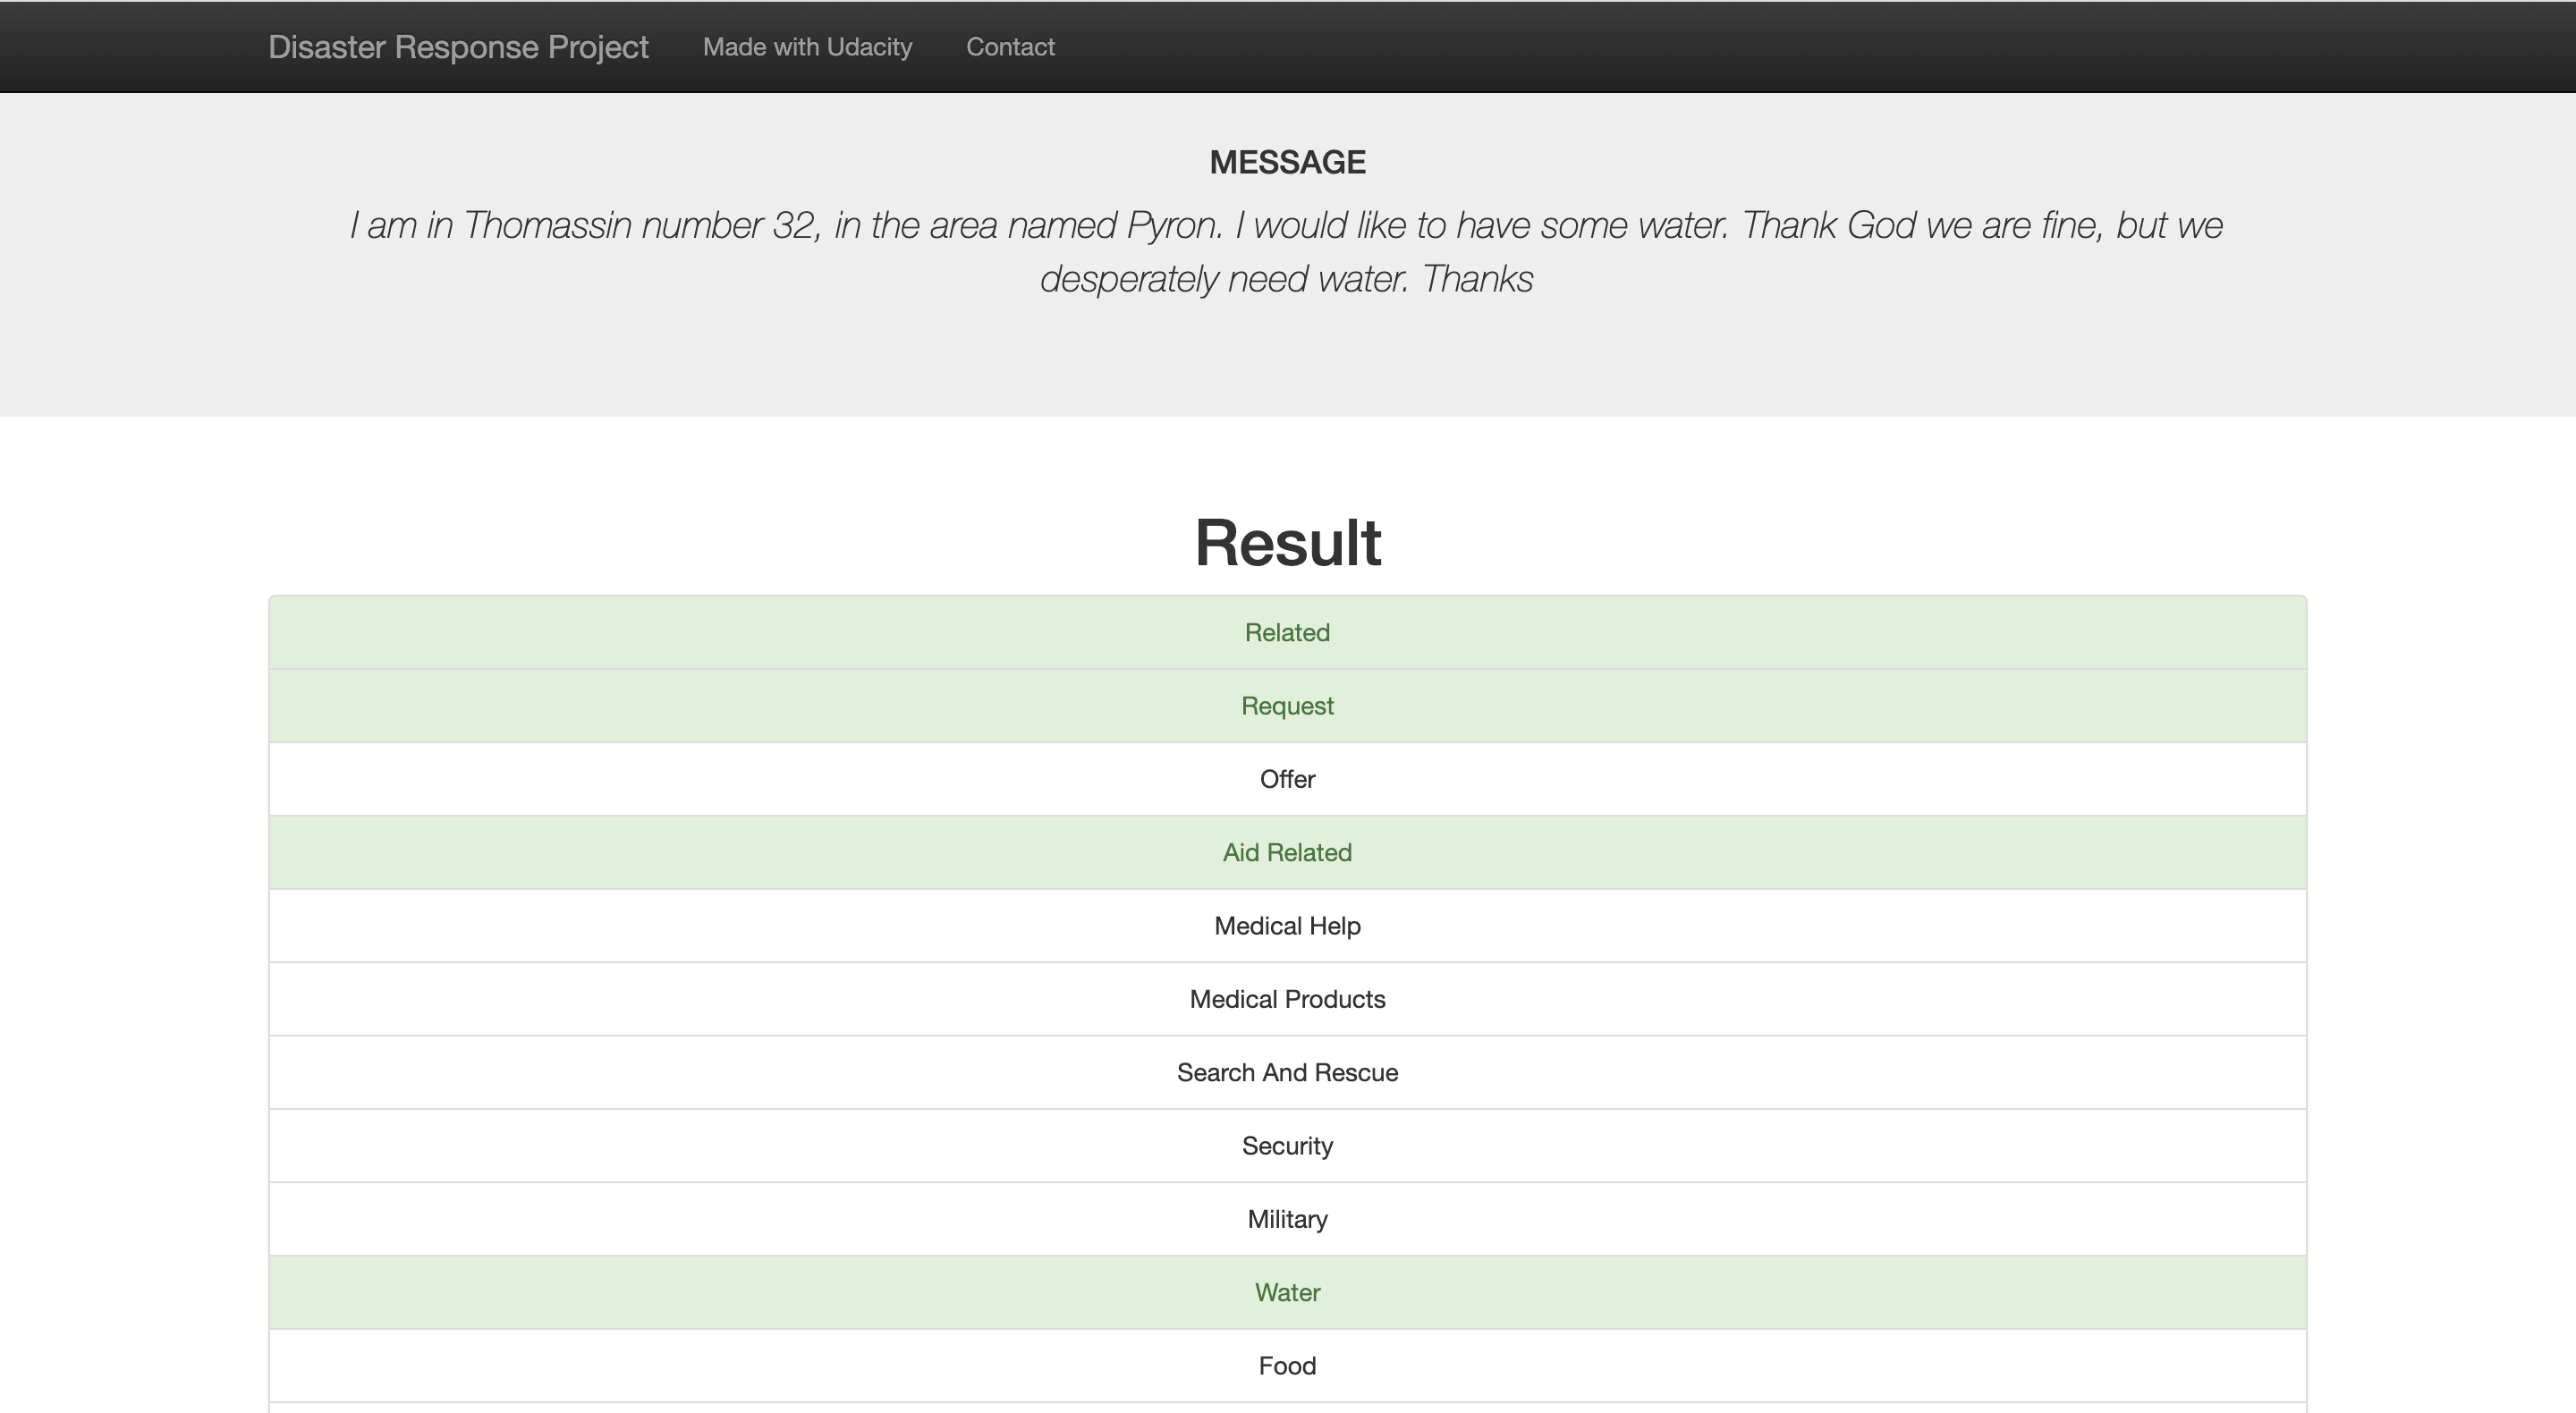 Disaster Response Project Made with Udacity Contact
MESSAGE
I am in Thomassin number 32, in the area named Pyron. I would like to have some water. Thank God we are fine, but we
desperately need water. Thanks
Result
Related
Request
Offer
Aid Related
Medical Help
Medical Products
Search And Rescue
Security
Military
Water
Food